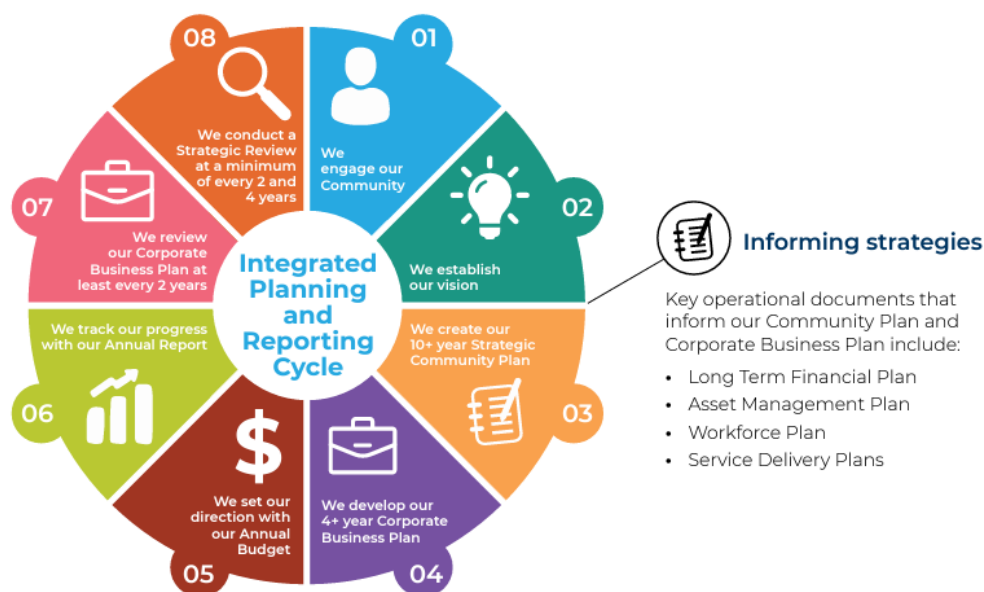 Integrated
Planning
and
Reporting
Cycle
01
We
engage our
Community
02
We establish
our vision
03
We create our
10+ year Strategic
Community Plan
04
We develop our
4+ year Corporate
Business Plan
05
$
We set our
direction with
our Annual
Budget
06
We track our progress
with our Annual Report
07
We review
our Corporate
Business Plan at
least every 2 years
08
We conduct a
Strategic Review
at a minimum
of every 2 and
4 years
Informing strategies
Key operational documents that
inform our Community Plan and
Corporate Business Plan include:
• Long Term Financial Plan
• Asset Management Plan
• Workforce Plan
• Service Delivery Plans